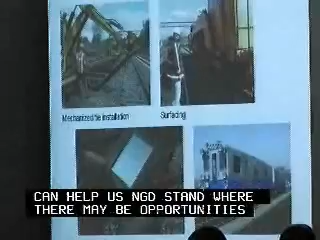 Mechanized tie installation
Surfacing
CAN HELP US NGD STAND WHERE
THERE MAY BE OPPORTUNITIES